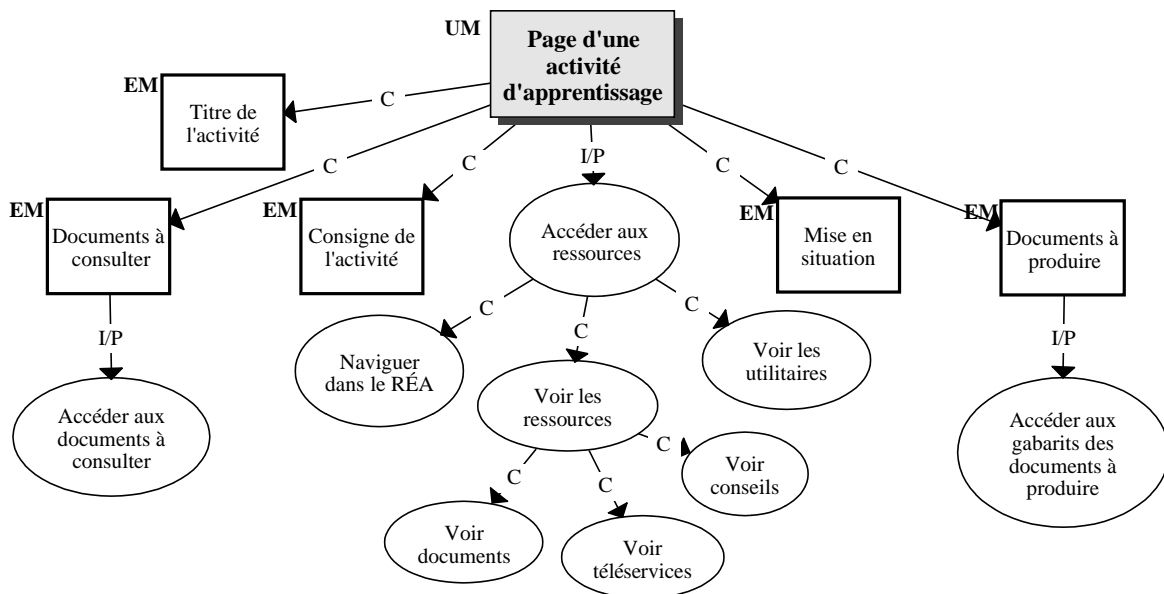 UM
Page d'une
activité
d'apprentissage
EM
Titre de
l'activité
C
C
C
I/P
C
C
EM
Documents à
consulter
EM
Consigne de
l'activité
Accéder aux
ressources
EM
Mise en
situation
EM
Documents à
produire
I/P
C
C
C
I/P
Naviguer
dans le RÉA
Voir les
ressources
Voir les
utilitaires
Accéder aux
documents à
consulter
Accéder aux
gabarits des
documents à
produire
C
C
C
Voir
conseils
Voir
documents
Voir
téléservices